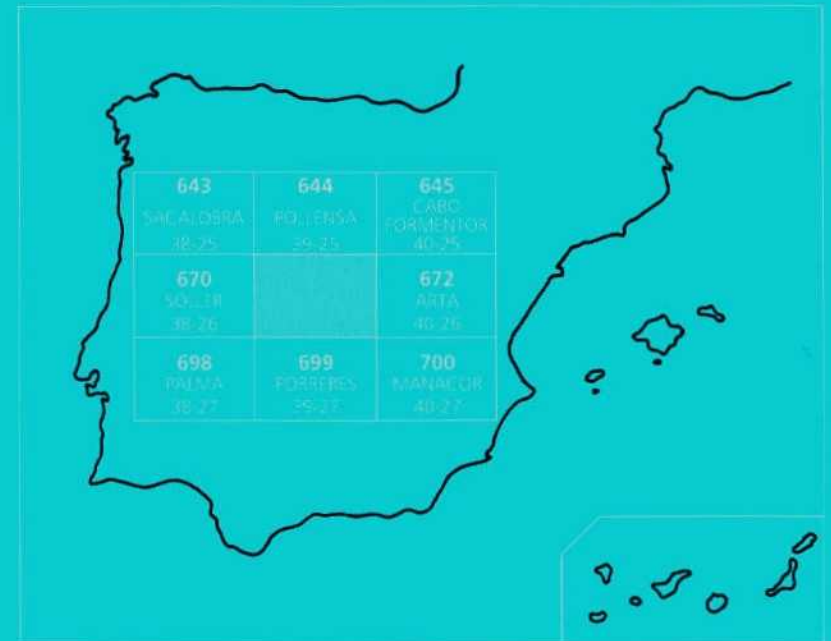 643
SACALOBRA
38-25
644
POLLENSA
39-25
645
CABO
FORMENTOR
40-25
670
SOLLER
38-26
672
ARTA
40-26
698
PALMA
38-27
699
PORRERES
39-27
700
MANACOR
40-27